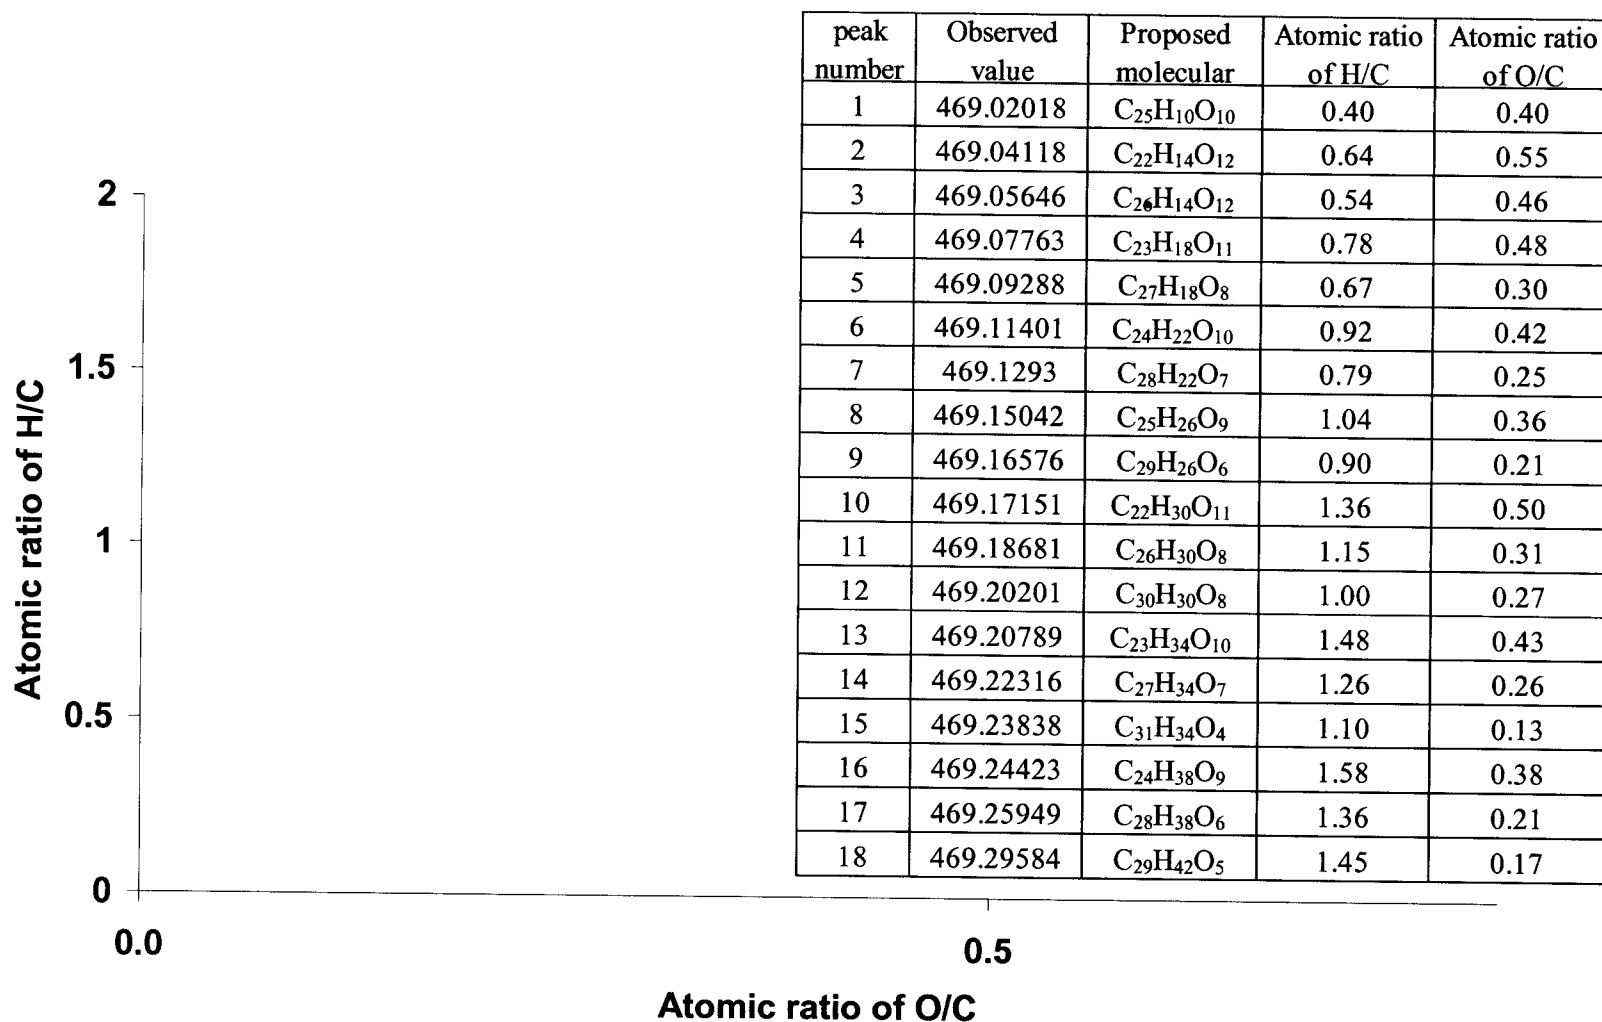 peak number | Observed value | Proposed molecular | Atomic ratio of H/C | Atomic ratio of O/C
1 | 469.02018 | C₂₅H₁₀O₁₀ | 0.40 | 0.40
2 | 469.04118 | C₂₂H₁₄O₁₂ | 0.64 | 0.55
3 | 469.05646 | C₂₆H₁₄O₁₂ | 0.54 | 0.46
4 | 469.07763 | C₂₃H₁₈O₁₁ | 0.78 | 0.48
5 | 469.09288 | C₂₇H₁₈O₈ | 0.67 | 0.30
6 | 469.11401 | C₂₄H₂₂O₁₀ | 0.92 | 0.42
7 | 469.1293 | C₂₈H₂₂O₇ | 0.79 | 0.25
8 | 469.15042 | C₂₅H₂₆O₉ | 1.04 | 0.36
9 | 469.16576 | C₂₉H₂₆O₆ | 0.90 | 0.21
10 | 469.17151 | C₂₂H₃₀O₁₁ | 1.36 | 0.50
11 | 469.18681 | C₂₆H₃₀O₈ | 1.15 | 0.31
12 | 469.20201 | C₃₀H₃₀O₈ | 1.00 | 0.27
13 | 469.20789 | C₂₃H₃₄O₁₀ | 1.48 | 0.43
14 | 469.22316 | C₂₇H₃₄O₇ | 1.26 | 0.26
15 | 469.23838 | C₃₁H₃₄O₄ | 1.10 | 0.13
16 | 469.24423 | C₂₄H₃₈O₉ | 1.58 | 0.38
17 | 469.25949 | C₂₈H₃₈O₆ | 1.36 | 0.21
18 | 469.29584 | C₂₉H₄₂O₅ | 1.45 | 0.17
Atomic ratio of H/C
2
1.5
1
0.5
0
0.0 0.5
Atomic ratio of O/C